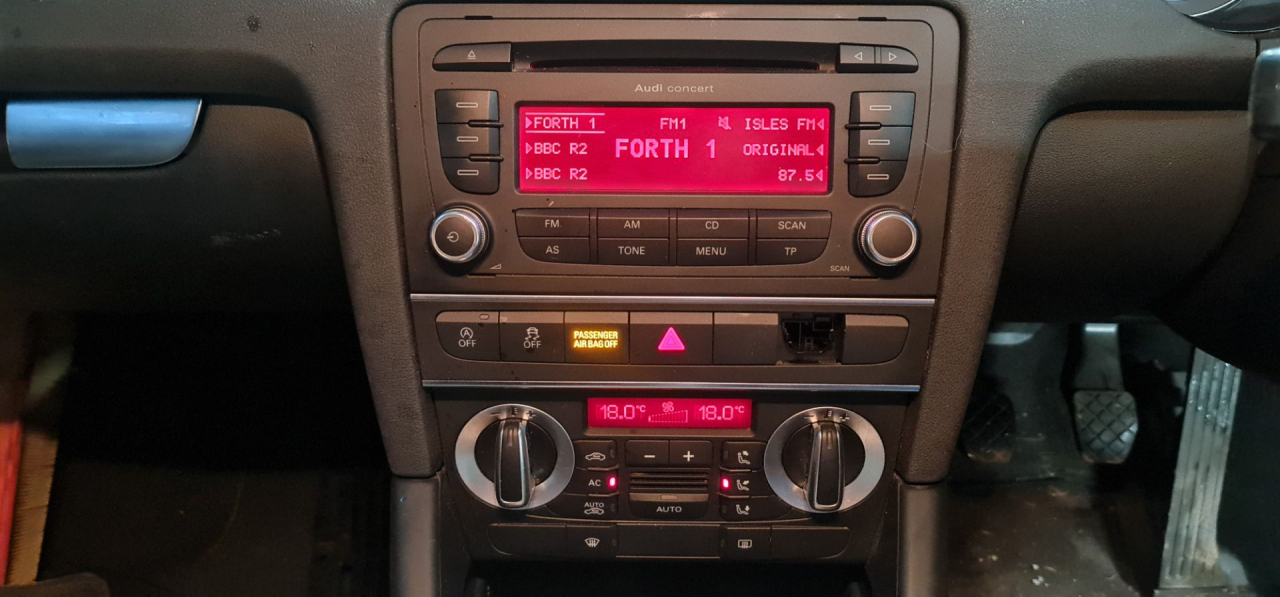 Audi concert
FORTH 1 FM1 ISLES FM
BBC R2 FORTH 1 ORIGINAL
BBC R2 87.5
FM AM CD SCAN
AS TONE MENU TP
SCAN
A OFF
OFF
PASSENGER
AIR BAG OFF
18.0°C 18.0°C
AC
AUTO
AUTO